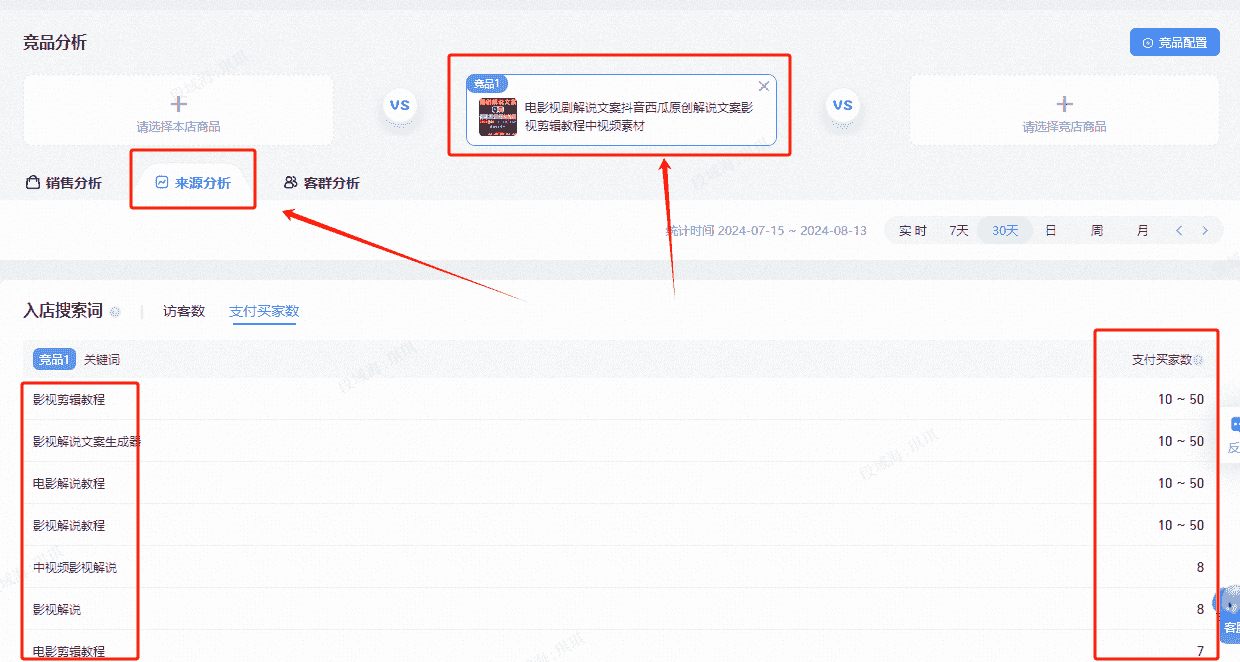 竞品分析
竞品配置
竞品1
电影视剧解说文案抖音西瓜原创解说文案影
视剪辑教程中视频素材
请选择本店商品
VS
VS
请选择竞店商品
销售分析
来源分析
客群分析
统计时间 2024-07-15 ~ 2024-08-13
实时
7天
30天
日
周
月
入店搜索词
访客数
支付买家数
竞品1 关键词
支付买家数
影视剪辑教程
10 ~ 50
影视解说文案生成器
10 ~ 50
电影解说教程
10 ~ 50
影视解说教程
10 ~ 50
中视频影视解说
8
影视解说
8
电影剪辑教程
7
反
客服